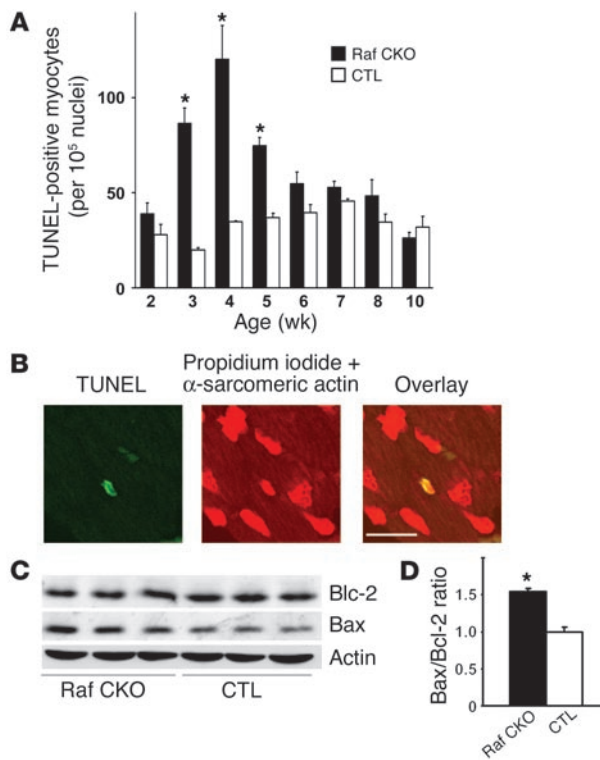 A
TUNEL-positive myocytes
(per 10⁵ nuclei)
100
50
0
* * *
Raf CKO
CTL
2 3 4 5 6 7 8 10
Age (wk)
B
TUNEL
Propidium iodide +
α-sarcomeric actin
Overlay
C
Blc-2
Bax
Actin
Raf CKO CTL
D
Bax/Bcl-2 ratio
1.5
1.0
0.5
0
*
Raf CKO
CTL